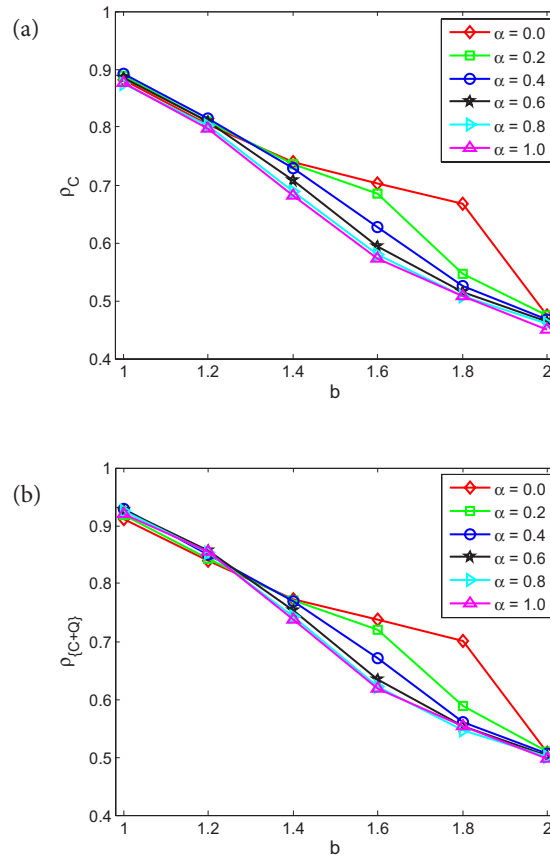 (a)
α = 0.0
α = 0.2
α = 0.4
α = 0.6
α = 0.8
α = 1.0
1
0.9
0.8
0.7
0.6
0.5
0.4
ρC
1 1.2 1.4 1.6 1.8 2
b
(b)
α = 0.0
α = 0.2
α = 0.4
α = 0.6
α = 0.8
α = 1.0
1
0.9
0.8
0.7
0.6
0.5
0.4
ρ{C+Q}
1 1.2 1.4 1.6 1.8 2
b